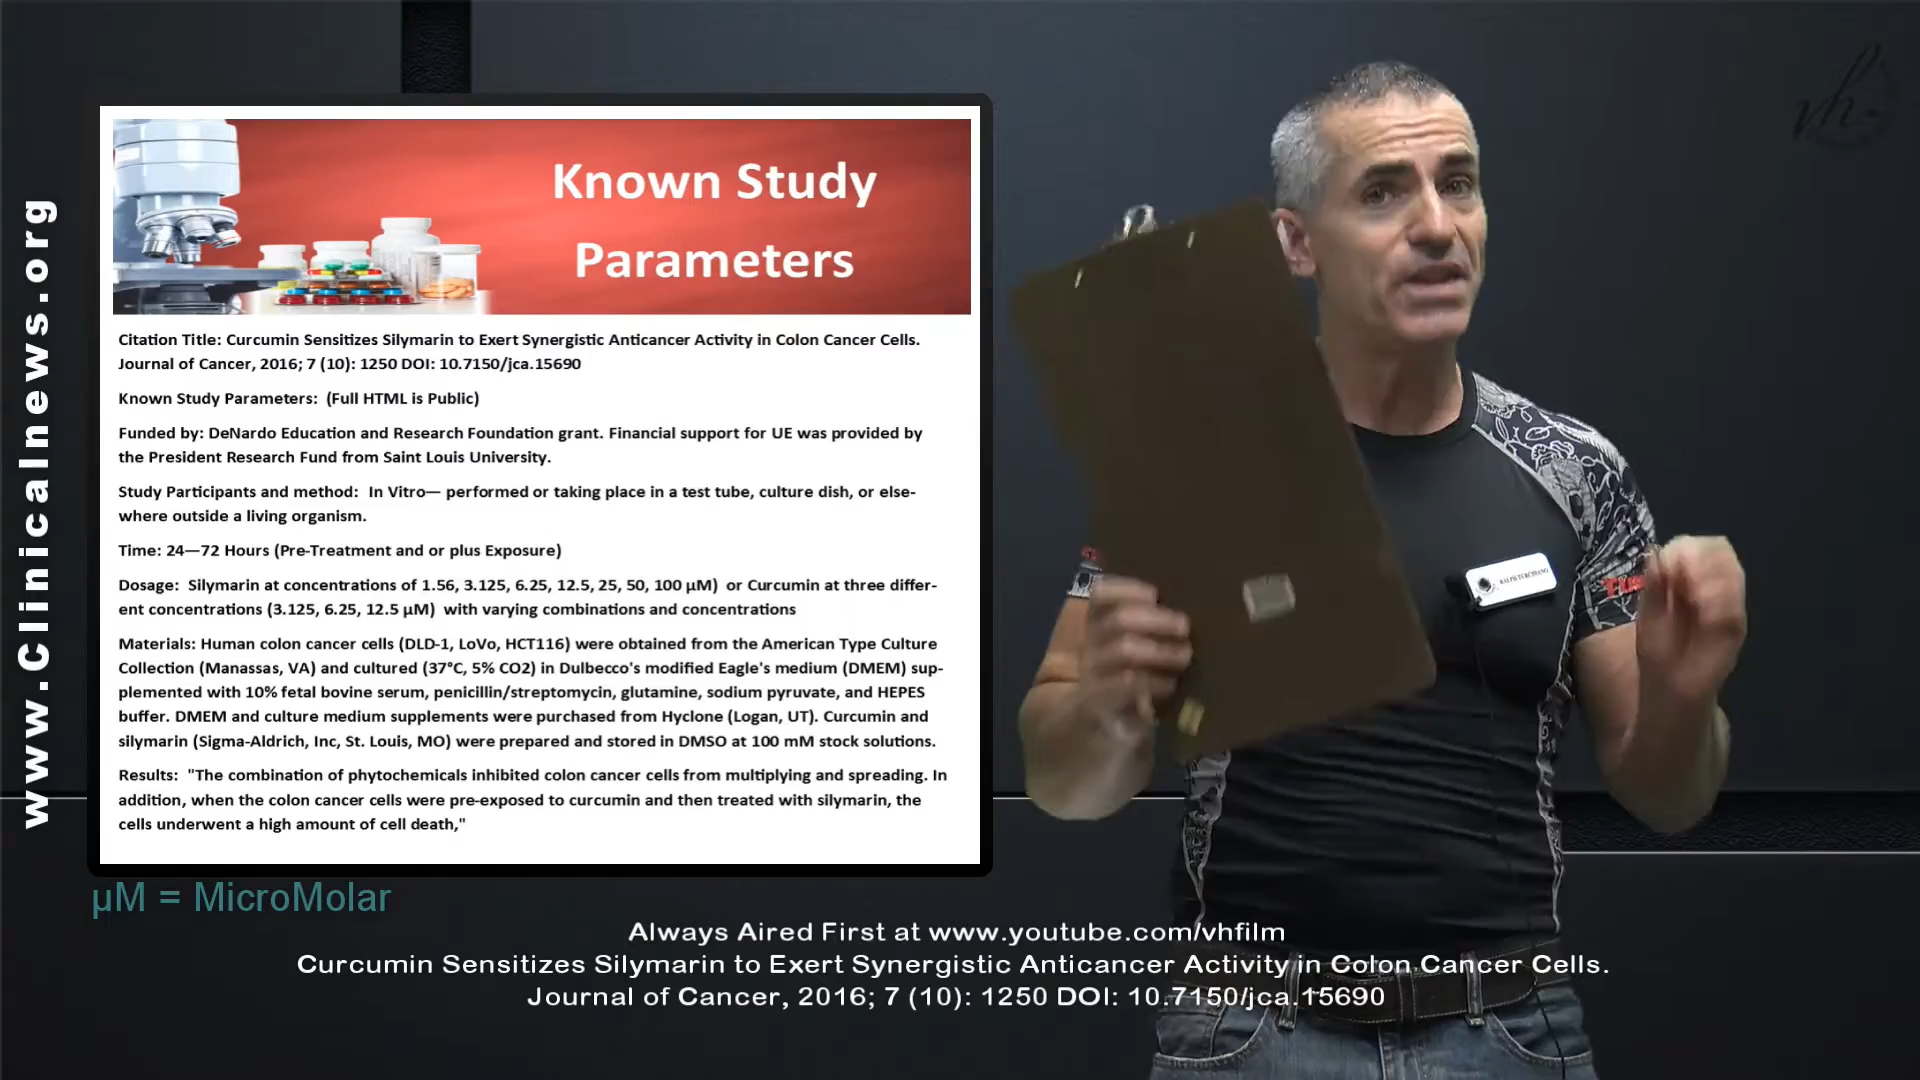 www.Clinicalnews.org
Known Study
Parameters
Citation Title: Curcumin Sensitizes Silymarin to Exert Synergistic Anticancer Activity in Colon Cancer Cells.
Journal of Cancer, 2016; 7 (10): 1250 DOI: 10.7150/jca.15690
Known Study Parameters:  (Full HTML is Public)
Funded by: DeNardo Education and Research Foundation grant. Financial support for UE was provided by
the President Research Fund from Saint Louis University.
Study Participants and method:  In Vitro— performed or taking place in a test tube, culture dish, or else-
where outside a living organism.
Time: 24—72 Hours (Pre-Treatment and or plus Exposure)
Dosage:  Silymarin at concentrations of 1.56, 3.125, 6.25, 12.5, 25, 50, 100 µM)  or Curcumin at three differ-
ent concentrations (3.125, 6.25, 12.5 µM)  with varying combinations and concentrations
Materials: Human colon cancer cells (DLD-1, LoVo, HCT116) were obtained from the American Type Culture
Collection (Manassas, VA) and cultured (37°C, 5% CO2) in Dulbecco's modified Eagle's medium (DMEM) sup-
plemented with 10% fetal bovine serum, penicillin/streptomycin, glutamine, sodium pyruvate, and HEPES
buffer. DMEM and culture medium supplements were purchased from Hyclone (Logan, UT). Curcumin and
silymarin (Sigma-Aldrich, Inc, St. Louis, MO) were prepared and stored in DMSO at 100 mM stock solutions.
Results:  "The combination of phytochemicals inhibited colon cancer cells from multiplying and spreading. In
addition, when the colon cancer cells were pre-exposed to curcumin and then treated with silymarin, the
cells underwent a high amount of cell death,"
µM = MicroMolar
vh
Always Aired First at www.youtube.com/vhfilm
Curcumin Sensitizes Silymarin to Exert Synergistic Anticancer Activity in Colon Cancer Cells.
Journal of Cancer, 2016; 7 (10): 1250 DOI: 10.7150/jca.15690